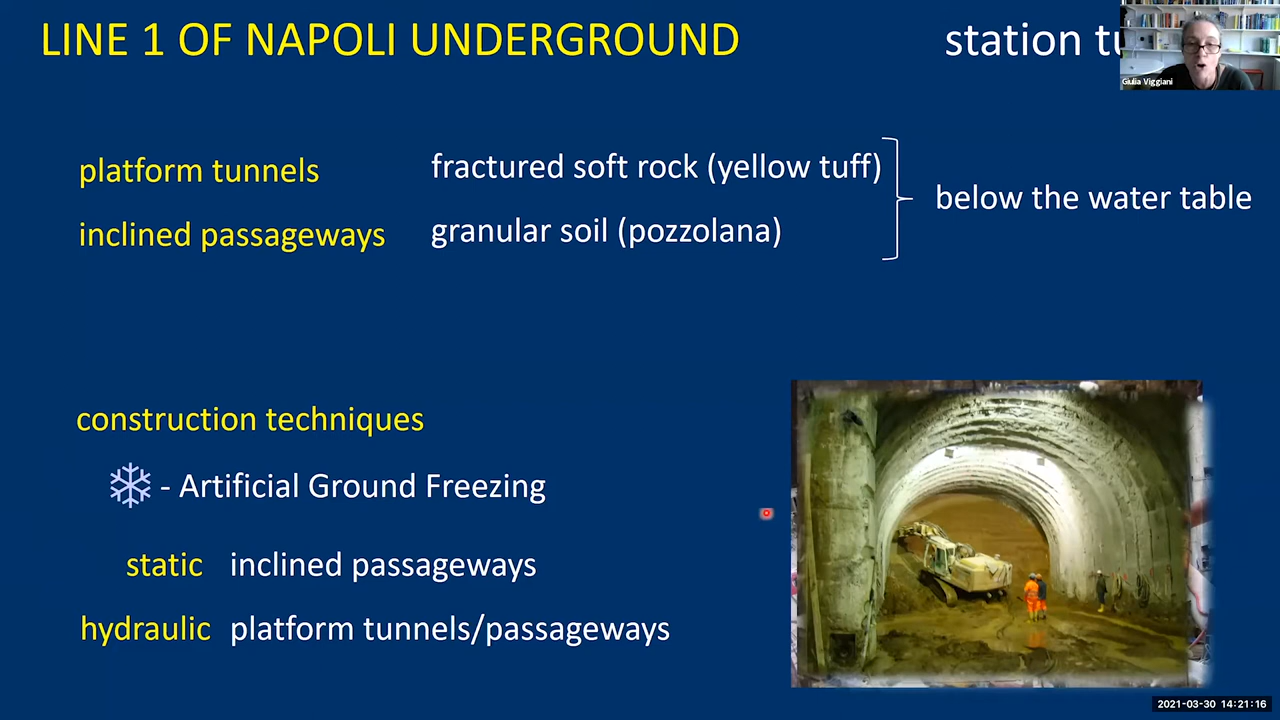 LINE 1 OF NAPOLI UNDERGROUND
station
Giulia Viggiani
platform tunnels
fractured soft rock (yellow tuff)
below the water table
inclined passageways
granular soil (pozzolana)
construction techniques
- Artificial Ground Freezing
static inclined passageways
hydraulic platform tunnels/passageways
2021-03-30 14:21:16